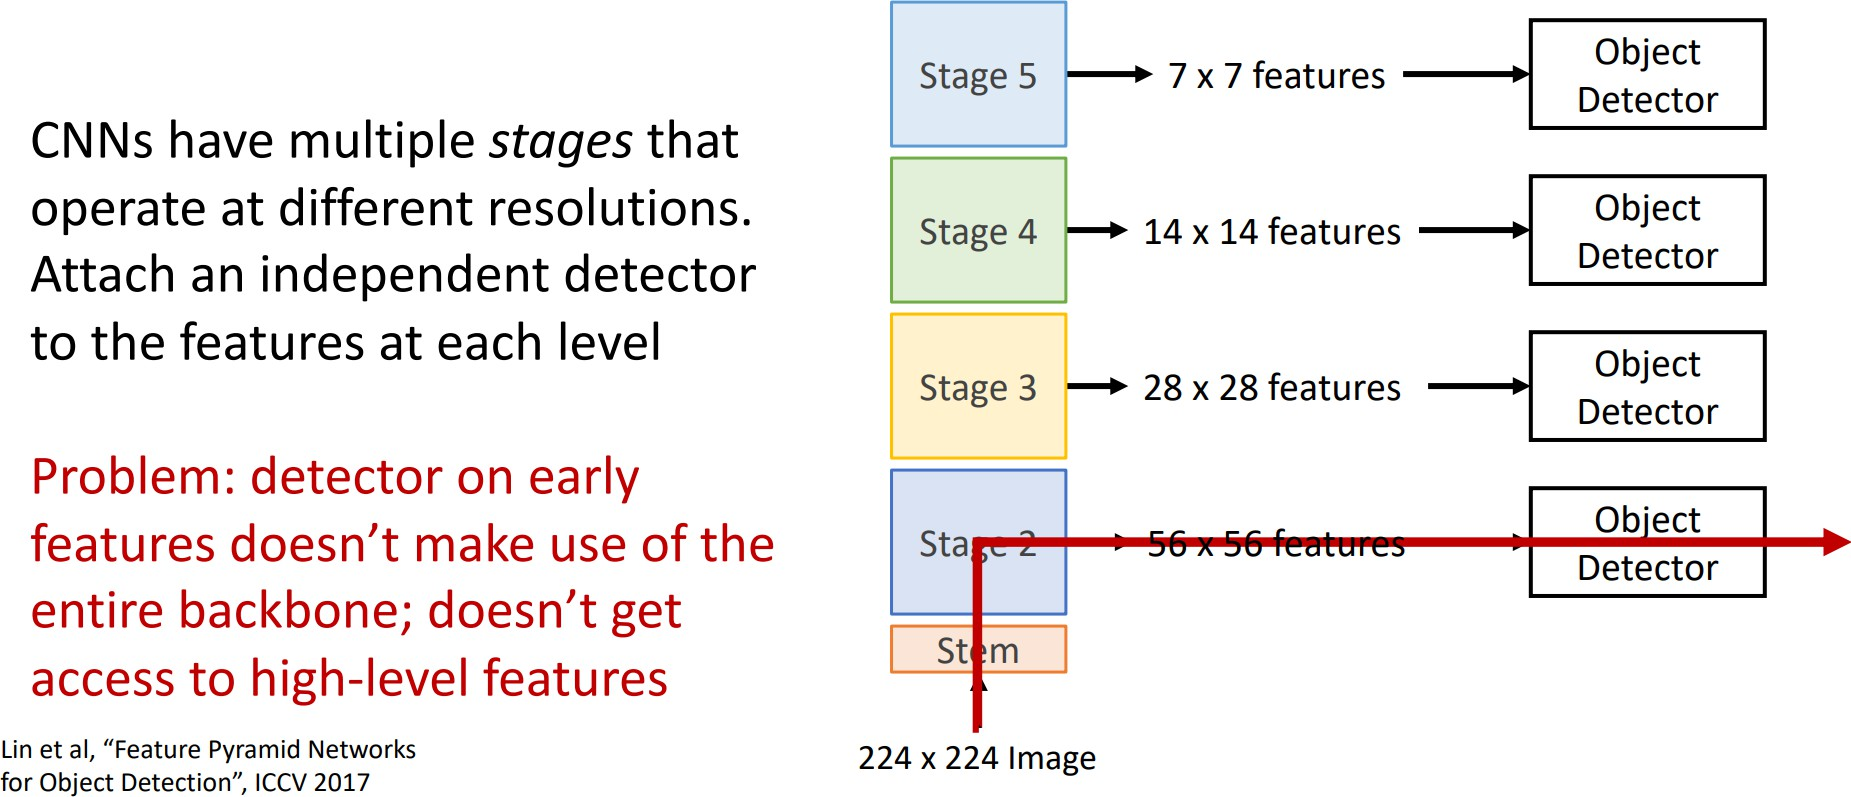 CNNs have multiple stages that
operate at different resolutions.
Attach an independent detector
to the features at each level
Problem: detector on early
features doesn’t make use of the
entire backbone; doesn’t get
access to high-level features
Lin et al, “Feature Pyramid Networks
for Object Detection”, ICCV 2017
Stage 5
7 x 7 features
Object
Detector
Stage 4
14 x 14 features
Object
Detector
Stage 3
28 x 28 features
Object
Detector
Stage 2
56 x 56 features
Object
Detector
Stem
224 x 224 Image